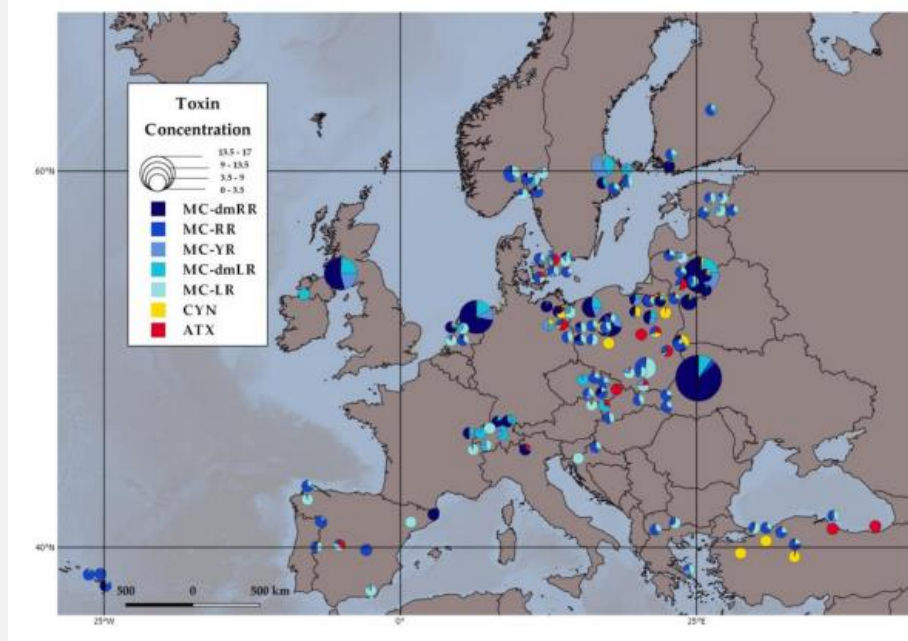 Toxin
Concentration
13.5 - 17
9 - 13.5
3.5 - 9
0 - 3.5
MC-dmRR
MC-RR
MC-YR
MC-dmLR
MC-LR
CYN
ATX
60°N
40°N
500 0 500 km
25°W 0° 25°E